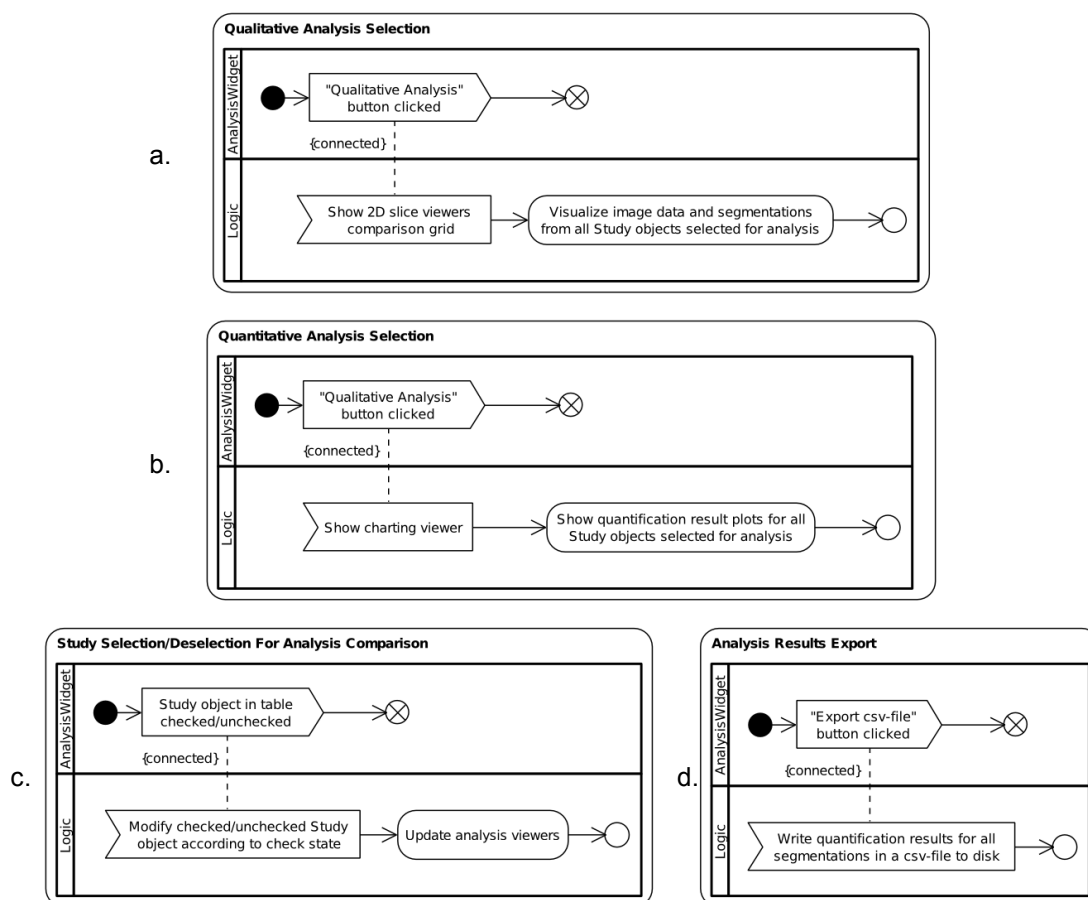 Qualitative Analysis Selection
AnalysisWidget
"Qualitative Analysis"
button clicked
{connected}
a.
Logic
Show 2D slice viewers
comparison grid
Visualize image data and segmentations
from all Study objects selected for analysis
Quantitative Analysis Selection
AnalysisWidget
"Qualitative Analysis"
button clicked
{connected}
b.
Logic
Show charting viewer
Show quantification result plots for all
Study objects selected for analysis
Study Selection/Deselection For Analysis Comparison
AnalysisWidget
Study object in table
checked/unchecked
{connected}
c.
Logic
Modify checked/unchecked Study
object according to check state
Update analysis viewers
Analysis Results Export
AnalysisWidget
"Export csv-file"
button clicked
{connected}
d.
Logic
Write quantification results for all
segmentations in a csv-file to disk